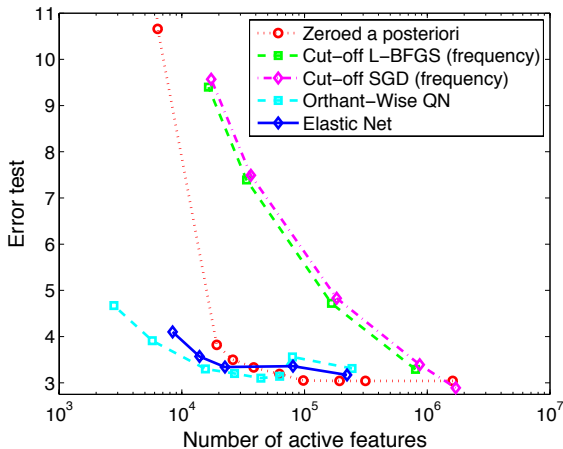 11
10
9
8
7
6
5
4
3
Error test
Zeroed a posteriori
Cut−off L−BFGS (frequency)
Cut−off SGD (frequency)
Orthant−Wise QN
Elastic Net
10^3
10^4
10^5
10^6
10^7
Number of active features